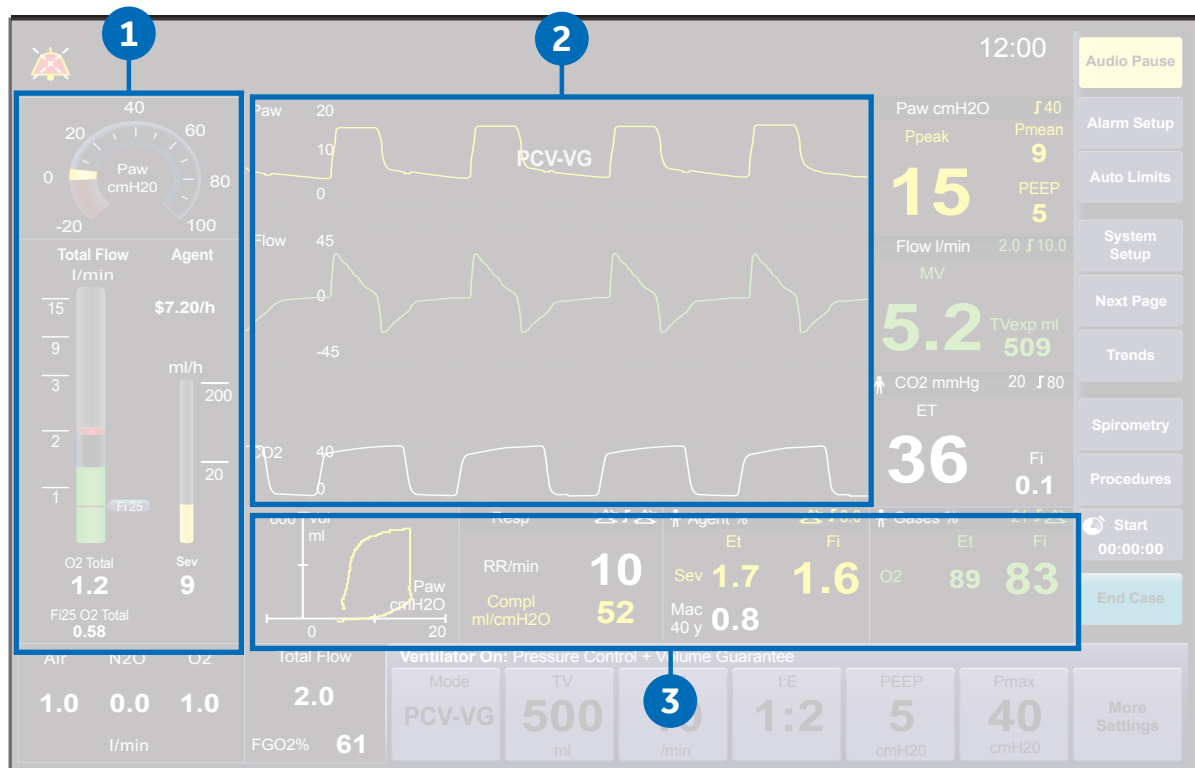 1
2
12:00
Audio Pause
Alarm Setup
Auto Limits
System
Setup
Next Page
Trends
Spirometry
Procedures
Start
00:00:00
End Case
40
20
60
0
Paw
cmH20
80
-20
100
Total Flow
l/min
Agent
15
$7.20/h
9
3
ml/h
200
2
20
1
Fi 25
O2 Total
Sev
1.2
9
Fi25 O2 Total
0.58
Paw
20
10
0
PCV-VG
Flow
45
0
-45
CO2
40
0
Paw cmH2O
40
Ppeak
Pmean
15
9
PEEP
5
Flow l/min
2.0
10.0
MV
5.2
TVexp ml
509
CO2 mmHg
20
80
ET
36
Fi
0.1
600
Vol
ml
Paw
cmH2O
0
20
Resp
RR/min
10
Compl
ml/cmH2O
52
Agent %
Et
Fi
Sev
1.7
1.6
Mac
40 y
0.8
Gases %
Et
Fi
O2
89
83
Air
N2O
O2
1.0
0.0
1.0
l/min
Total Flow
2.0
FGO2%
61
Ventilator On: Pressure Control + Volume Guarantee
Mode
PCV-VG
TV
500
ml
3
/min
I:E
1:2
PEEP
5
cmH20
Pmax
40
cmH20
More
Settings